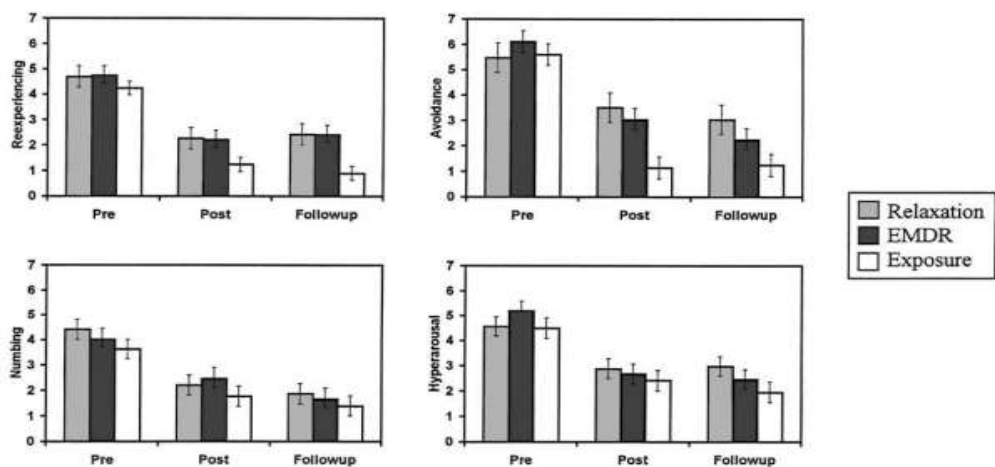 7
6
5
4
3
2
1
0
Reexperiencing
Pre Post Followup
7
6
5
4
3
2
1
0
Avoidance
Pre Post Followup
Relaxation
EMDR
Exposure
7
6
5
4
3
2
1
0
Numbing
Pre Post Followup
7
6
5
4
3
2
1
0
Hyperarousal
Pre Post Followup